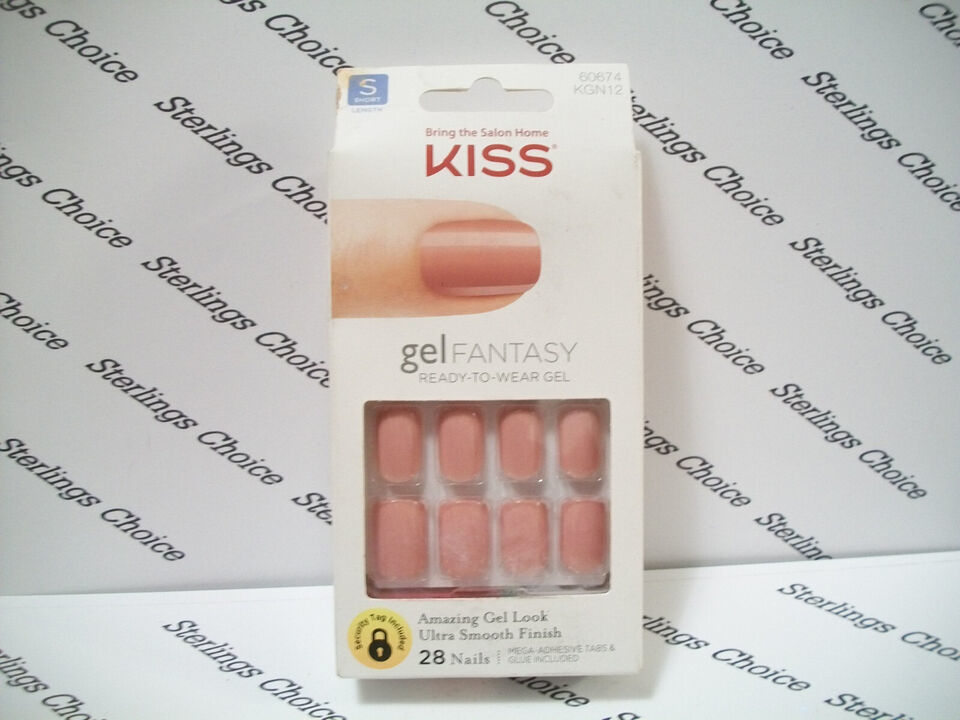 S
SHORT
LENGTH
60674
KGN12
Bring the Salon Home
KISS®
gel FANTASY
READY-TO-WEAR GEL
Security Tag Included
Amazing Gel Look
Ultra Smooth Finish
28 Nails
MEGA-ADHESIVE TABS &
GLUE INCLUDED
Sterlings Choice
Sterlings Choice
Sterlings Choice
Sterlings Choice
Sterlings Choice
Sterlings Choice
Sterlings Choice
Sterlings Choice
Sterlings Choice
Sterlings Choice
Sterlings Choice
Sterlings Choice